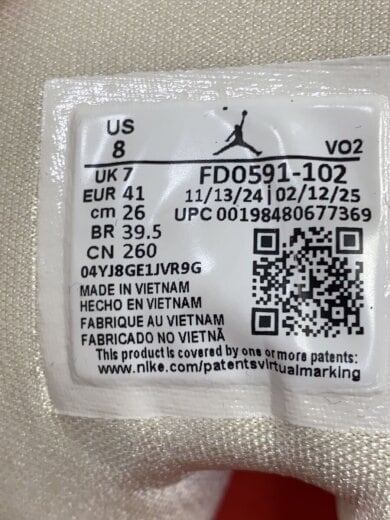 US
8
VO2
UK 7
FD0591-102
EUR 41
11/13/24 | 02/12/25
cm 26
UPC 00198480677369
BR 39.5
CN 260
04YJ8GE1JVR9G
MADE IN VIETNAM
HECHO EN VIETNAM
FABRIQUE AU VIETNAM
FABRICADO NO VIETNÃ
This product is covered by one or more patents:
www.nike.com/patentsvirtualmarking